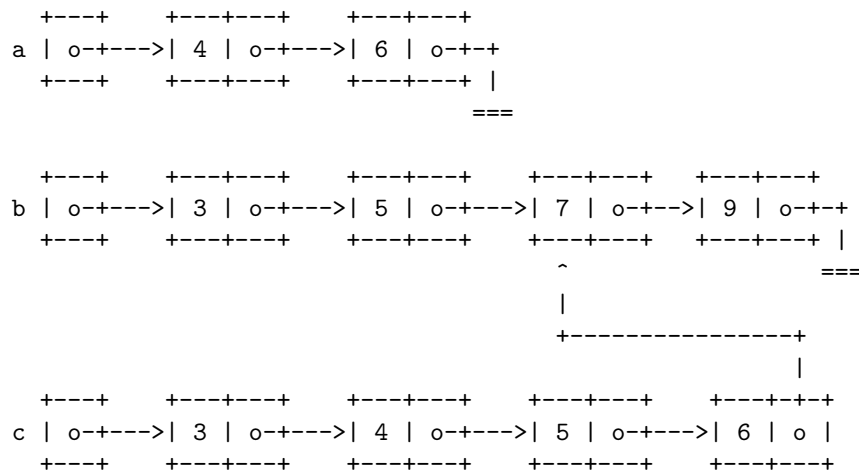 +---+    +---+---+    +---+---+
a | o-+--->| 4 | o-+--->| 6 | o-+-+
  +---+    +---+---+    +---+---+ |
                                 ===

  +---+    +---+---+    +---+---+    +---+---+   +---+---+
b | o-+--->| 3 | o-+--->| 5 | o-+--->| 7 | o-+-->| 9 | o-+-+
  +---+    +---+---+    +---+---+    +---+---+   +---+---+ |
                                       ^                  ===
                                       |
                                       +---------------+
                                                       |
  +---+    +---+---+    +---+---+    +---+---+    +---+-+-+
c | o-+--->| 3 | o-+--->| 4 | o-+--->| 5 | o-+--->| 6 | o |
  +---+    +---+---+    +---+---+    +---+---+    +---+---+